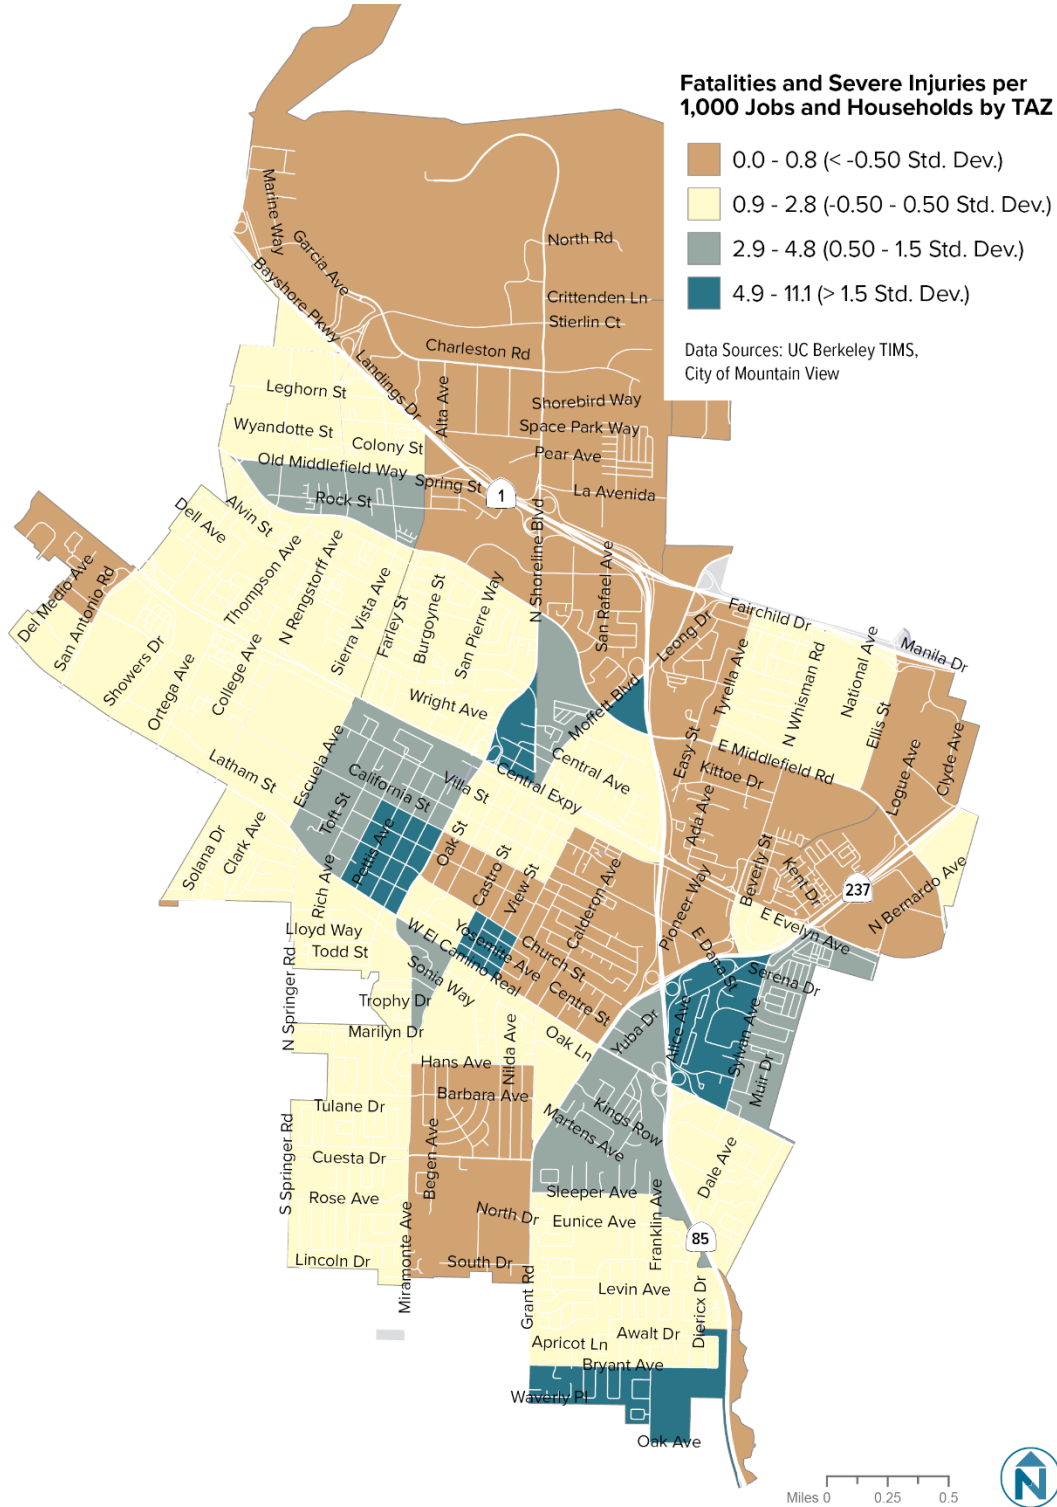 Fatalities and Severe Injuries per
1,000 Jobs and Households by TAZ
0.0 - 0.8 (< -0.50 Std. Dev.)
0.9 - 2.8 (-0.50 - 0.50 Std. Dev.)
2.9 - 4.8 (0.50 - 1.5 Std. Dev.)
4.9 - 11.1 (> 1.5 Std. Dev.)
Data Sources: UC Berkeley TIMS,
City of Mountain View
Marine Way
Garcia Ave
North Rd
Bayshore Pkwy
Crittenden Ln
Stierlin Ct
Charleston Rd
Landings Dr
Alta Ave
Leghorn St
Shorebird Way
Wyandotte St
Space Park Way
Colony St
Pear Ave
Old Middlefield Way
Spring St
La Avenida
Rock St
1
Alvin St
Dell Ave
N Shoreline Blvd
Thompson Ave
N Rengstorff Ave
San Rafael Ave
Del Medio Ave
San Antonio Rd
Sierra Vista Ave
Farley St
Burgoyne St
San Pierre Way
Fairchild Dr
Leong Dr
Manila Dr
Showers Dr
Ortega Ave
College Ave
Tyrella Ave
N Whisman Rd
National Ave
Wright Ave
Moffett Blvd
Ellis St
Easy St
E Middlefield Rd
Latham St
Escuela Ave
California St
Villa St
Central Expy
Central Ave
Kittoe Dr
Logue Ave
Clyde Ave
Toft St
Pettis Ave
Oak St
Ada Ave
Solana Dr
Clark Ave
Castro St
View St
Calderon Ave
Beverly St
Kent Dr
237
N Bernardo Ave
Rich Ave
Pioneer Way
Lloyd Way
W El Camino Real
Yosemite Ave
Church St
E Evelyn Ave
Todd St
E Dana St
Sonia Way
Serena Dr
N Springer Rd
Trophy Dr
Centre St
Marilyn Dr
Yuba Dr
Alice Ave
Sylvan Ave
Oak Ln
Nilda Ave
Hans Ave
Muir Dr
Barbara Ave
Tulane Dr
Kings Row
Martens Ave
S Springer Rd
Cuesta Dr
Begen Ave
Dale Ave
Rose Ave
Sleeper Ave
North Dr
Eunice Ave
Franklin Ave
85
Lincoln Dr
Miramonte Ave
South Dr
Grant Rd
Levin Ave
Diericx Dr
Awalt Dr
Apricot Ln
Bryant Ave
Waverly Pl
Oak Ave
N
Miles 0 0.25 0.5